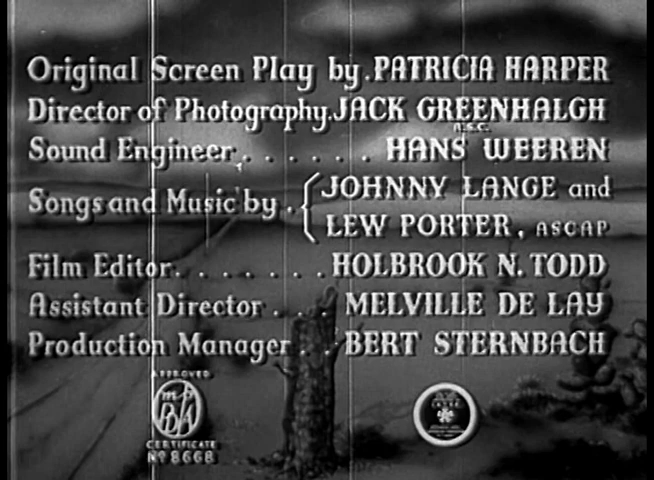 Original Screen Play by . PATRICIA HARPER
Director of Photography. JACK GREENHALGH
A.S.C.
Sound Engineer . . . . . . HANS WEEREN
Songs and Music by . { JOHNNY LANGE and
LEW PORTER, ASCAP
Film Editor . . . . . . . HOLBROOK N. TODD
Assistant Director . . . . MELVILLE DE LAY
Production Manager . . BERT STERNBACH
APPROVED
CERTIFICATE
No 8668